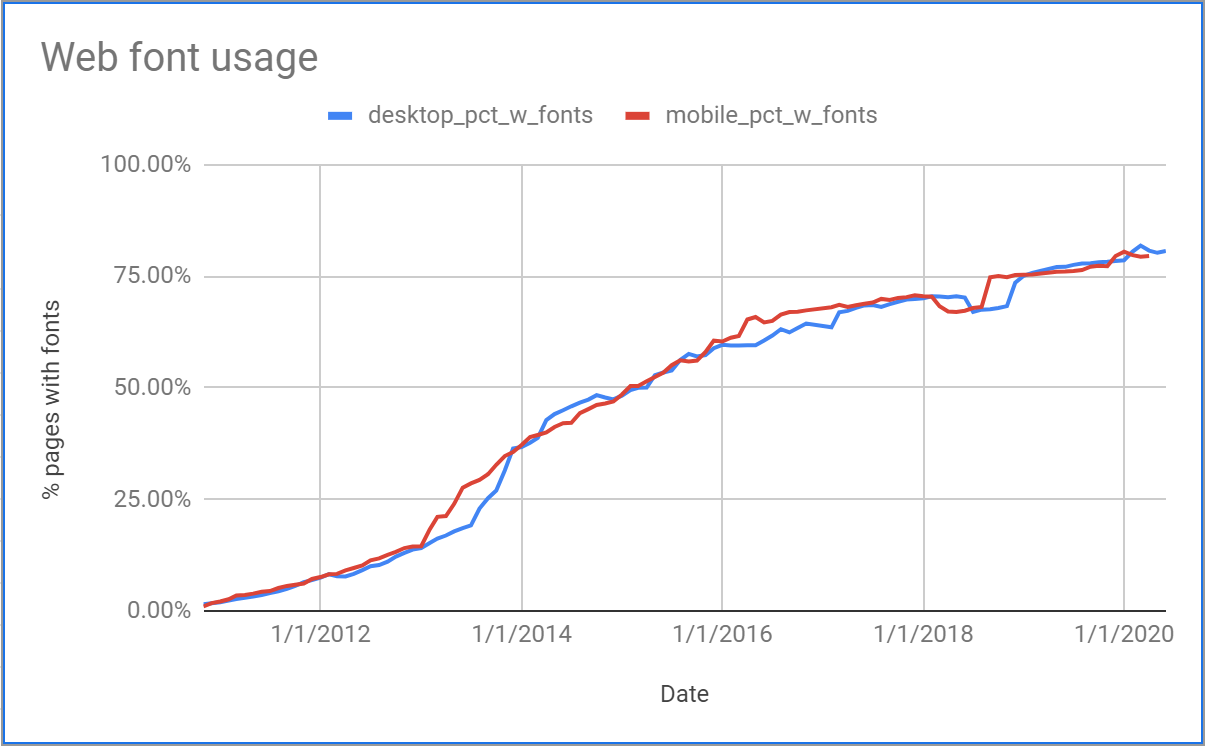 Web font usage
desktop_pct_w_fonts mobile_pct_w_fonts
100.00%
75.00%
50.00%
25.00%
0.00%
% pages with fonts
1/1/2012 1/1/2014 1/1/2016 1/1/2018 1/1/2020
Date